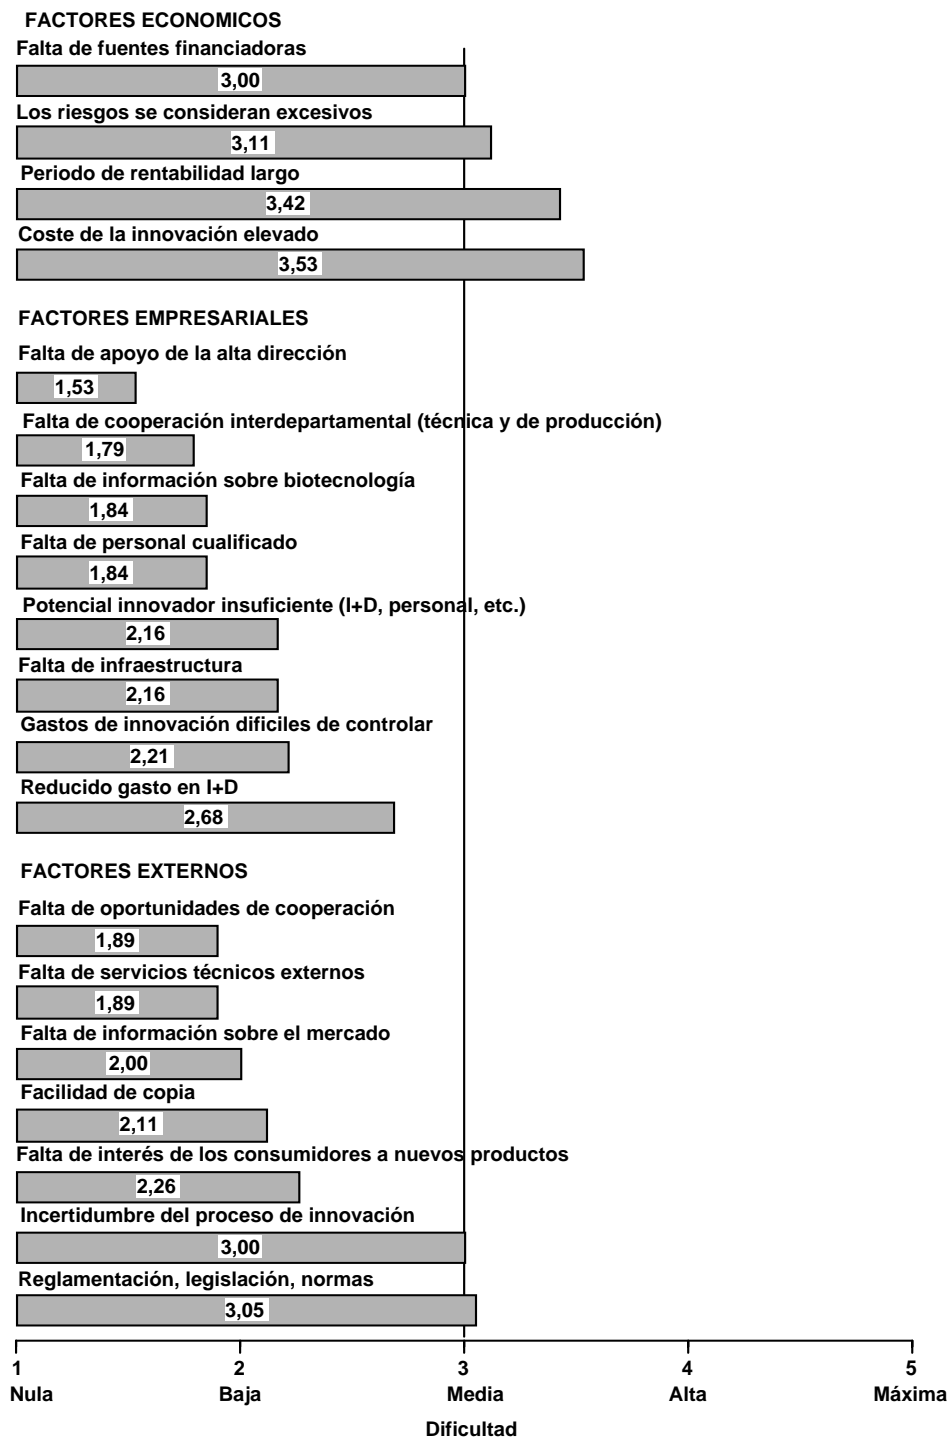 FACTORES ECONOMICOS
Falta de fuentes financiadoras
3,00
Los riesgos se consideran excesivos
3,11
Periodo de rentabilidad largo
3,42
Coste de la innovación elevado
3,53
FACTORES EMPRESARIALES
Falta de apoyo de la alta dirección
1,53
Falta de cooperación interdepartamental (técnica y de producción)
1,79
Falta de información sobre biotecnología
1,84
Falta de personal cualificado
1,84
Potencial innovador insuficiente (I+D, personal, etc.)
2,16
Falta de infraestructura
2,16
Gastos de innovación dificiles de controlar
2,21
Reducido gasto en I+D
2,68
FACTORES EXTERNOS
Falta de oportunidades de cooperación
1,89
Falta de servicios técnicos externos
1,89
Falta de información sobre el mercado
2,00
Facilidad de copia
2,11
Falta de interés de los consumidores a nuevos productos
2,26
Incertidumbre del proceso de innovación
3,00
Reglamentación, legislación, normas
3,05
1 2 3 4 5
Nula Baja Media Alta Máxima
Dificultad